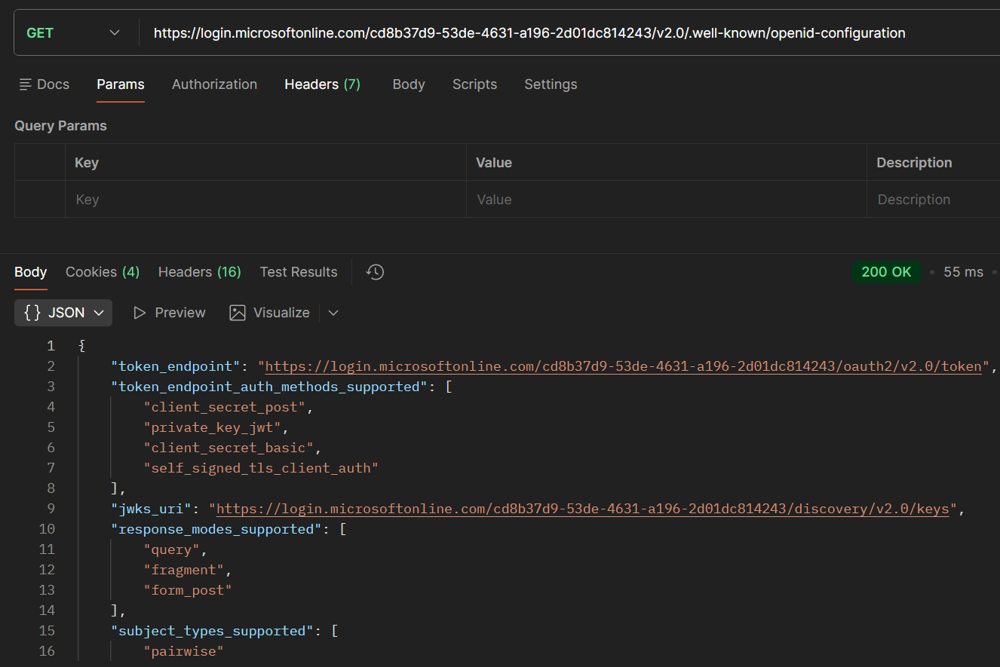 GET https://login.microsoftonline.com/cd8b37d9-53de-4631-a196-2d01dc814243/v2.0/.well-known/openid-configuration
Docs Params Authorization Headers (7) Body Scripts Settings
Query Params
Key Value Description
Key Value Description
Body Cookies (4) Headers (16) Test Results 200 OK • 55 ms •
{} JSON Preview Visualize
1 {
2 "token_endpoint": "https://login.microsoftonline.com/cd8b37d9-53de-4631-a196-2d01dc814243/oauth2/v2.0/token",
3 "token_endpoint_auth_methods_supported": [
4 "client_secret_post",
5 "private_key_jwt",
6 "client_secret_basic",
7 "self_signed_tls_client_auth"
8 ],
9 "jwks_uri": "https://login.microsoftonline.com/cd8b37d9-53de-4631-a196-2d01dc814243/discovery/v2.0/keys",
10 "response_modes_supported": [
11 "query",
12 "fragment",
13 "form_post"
14 ],
15 "subject_types_supported": [
16 "pairwise"